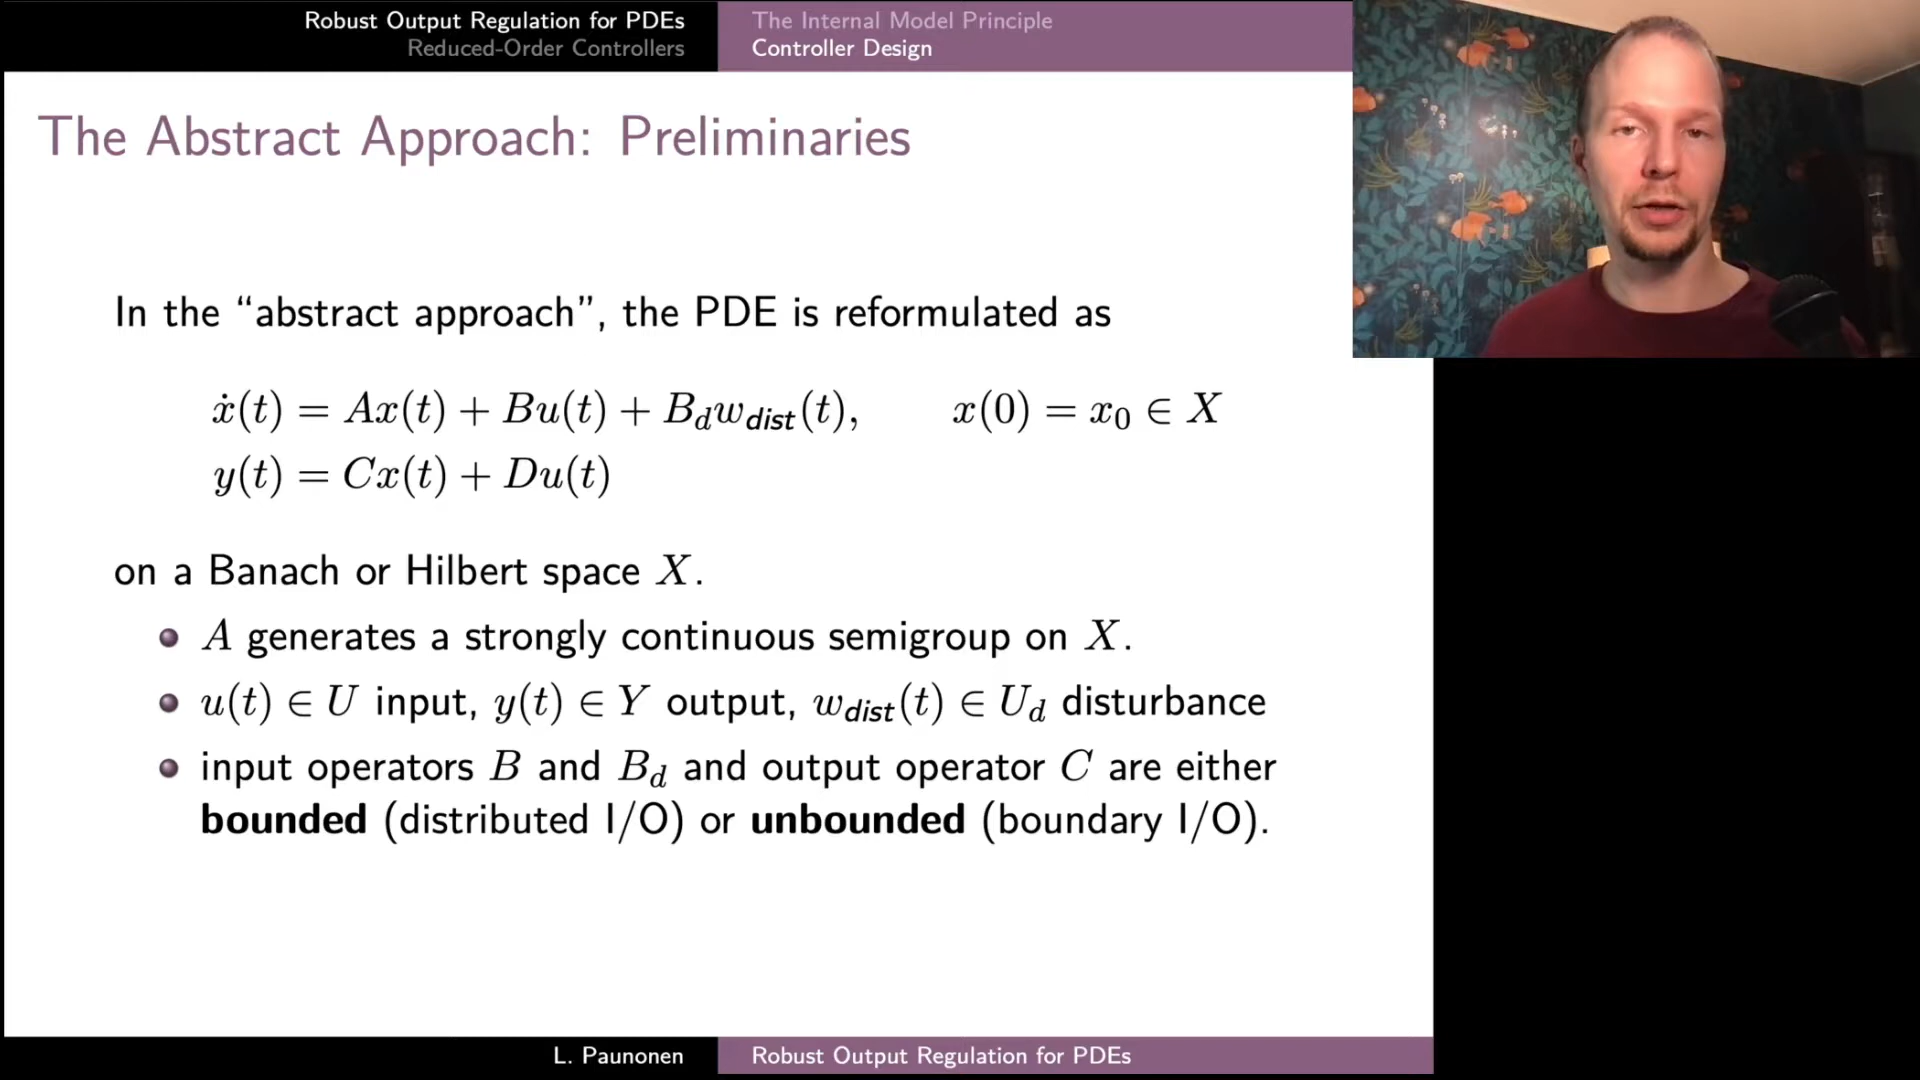 Robust Output Regulation for PDEs
Reduced-Order Controllers
The Internal Model Principle
Controller Design
The Abstract Approach: Preliminaries
In the “abstract approach”, the PDE is reformulated as
ẋ(t) = Ax(t) + Bu(t) + B_d w_dist(t), x(0) = x₀ ∈ X
y(t) = Cx(t) + Du(t)
on a Banach or Hilbert space X.
A generates a strongly continuous semigroup on X.
u(t) ∈ U input, y(t) ∈ Y output, w_dist(t) ∈ U_d disturbance
input operators B and B_d and output operator C are either
bounded (distributed I/O) or unbounded (boundary I/O).
L. Paunonen
Robust Output Regulation for PDEs